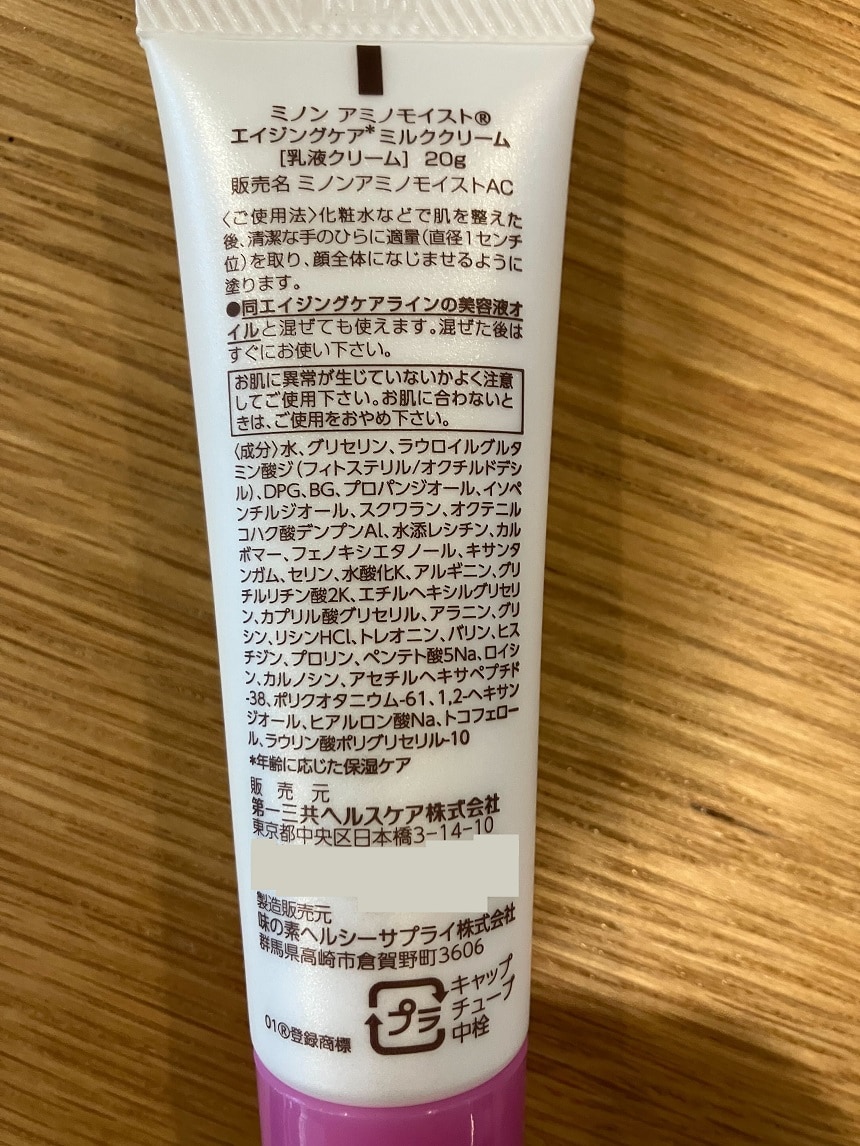 ミノン アミノモイスト®
エイジングケア*ミルククリーム
[乳液クリーム] 20g
販売名 ミノンアミノモイストAC
〈ご使用法〉化粧水などで肌を整えた
後、清潔な手のひらに適量(直径1センチ
位)を取り、顔全体になじませるように
塗ります。
●同エイジングケアラインの美容液オ
イルと混ぜても使えます。混ぜた後は
すぐにお使い下さい。
お肌に異常が生じていないかよく注意
してご使用下さい。お肌に合わないと
きは、ご使用をおやめ下さい。
〈成分〉水、グリセリン、ラウロイルグルタ
ミン酸ジ(フィトステリル/オクチルドデシ
ル)、DPG、BG、プロパンジオール、イソペ
ンチルジオール、スクワラン、オクテニル
コハク酸デンプンAl、水添レシチン、カル
ボマー、フェノキシエタノール、キサンタ
ンガム、セリン、水酸化K、アルギニン、グリ
チルリチン酸2K、エチルヘキシルグリセリ
ン、カプリル酸グリセリル、アラニン、グリ
シン、リシンHCl、トレオニン、バリン、ヒス
チジン、プロリン、ペンテト酸5Na、ロイシ
ン、カルノシン、アセチルヘキサペプチド
-38、ポリクオタニウム-61、1,2-ヘキサン
ジオール、ヒアルロン酸Na、トコフェロー
ル、ラウリン酸ポリグリセリル-10
*年齢に応じた保湿ケア
販 売 元
第一三共ヘルスケア株式会社
東京都中央区日本橋3-14-10
製造販売元
味の素ヘルシーサプライ株式会社
群馬県高崎市倉賀野町3606
プラ
キャップ
チューブ
中栓
01®登録商標